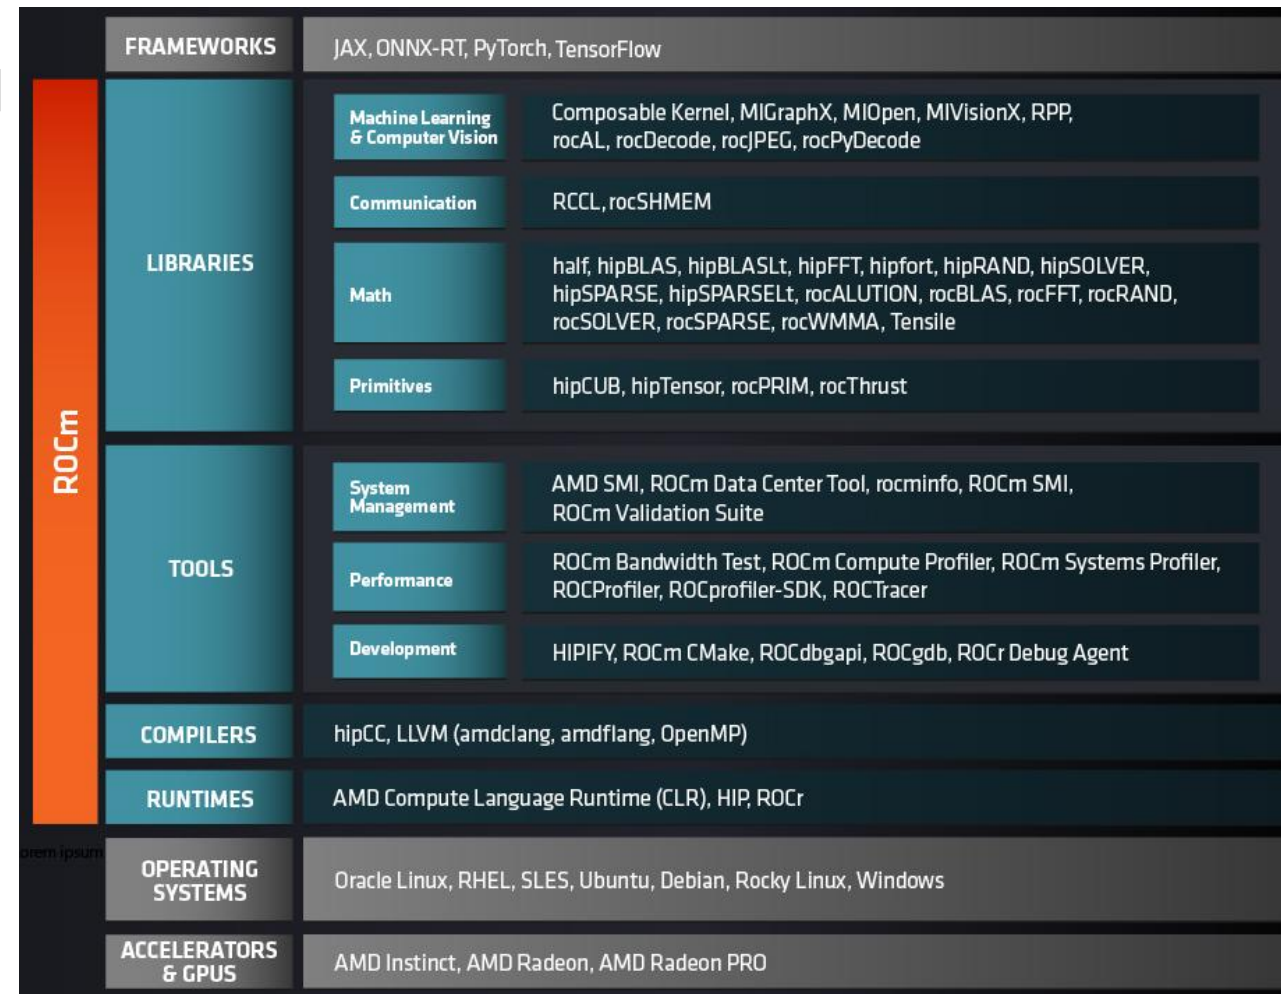 FRAMEWORKS
JAX, ONNX-RT, PyTorch, TensorFlow
ROCm
LIBRARIES
Machine Learning
& Computer Vision
Composable Kernel, MIGraphX, MIOpen, MIVisionX, RPP,
rocAL, rocDecode, rocJPEG, rocPyDecode
Communication
RCCL, rocSHMEM
Math
half, hipBLAS, hipBLASLt, hipFFT, hipfort, hipRAND, hipSOLVER,
hipSPARSE, hipSPARSELt, rocALUTION, rocBLAS, rocFFT, rocRAND,
rocSOLVER, rocSPARSE, rocWMMA, Tensile
Primitives
hipCUB, hipTensor, rocPRIM, rocThrust
TOOLS
System
Management
AMD SMI, ROCm Data Center Tool, rocminfo, ROCm SMI,
ROCm Validation Suite
Performance
ROCm Bandwidth Test, ROCm Compute Profiler, ROCm Systems Profiler,
ROCProfiler, ROCprofiler-SDK, ROCTracer
Development
HIPIFY, ROCm CMake, ROCdbgapi, ROCgdb, ROCr Debug Agent
COMPILERS
hipCC, LLVM (amdclang, amdflang, OpenMP)
RUNTIMES
AMD Compute Language Runtime (CLR), HIP, ROCr
orem ipsum
OPERATING
SYSTEMS
Oracle Linux, RHEL, SLES, Ubuntu, Debian, Rocky Linux, Windows
ACCELERATORS
& GPUS
AMD Instinct, AMD Radeon, AMD Radeon PRO